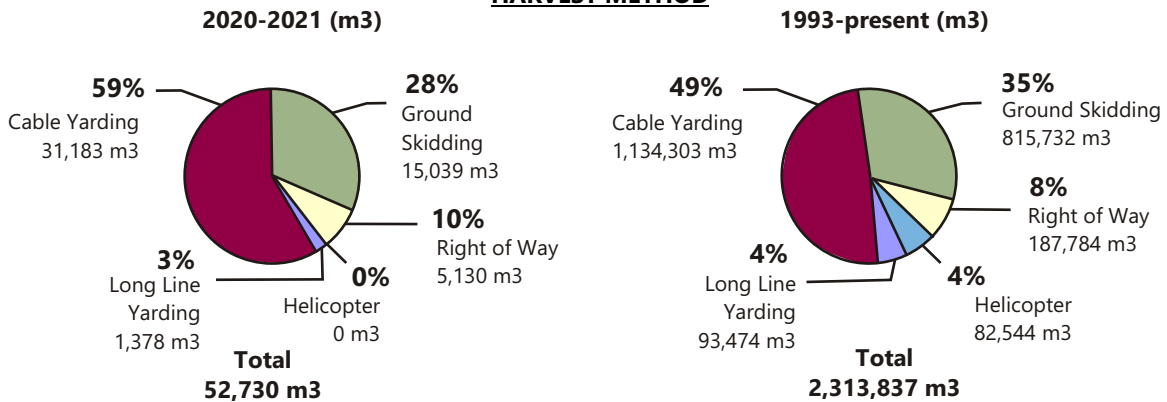 HARVEST METHOD
2020-2021 (m3)
59%
Cable Yarding
31,183 m3
28%
Ground
Skidding
15,039 m3
10%
Right of Way
5,130 m3
3%
Long Line
Yarding
1,378 m3
0%
Helicopter
0 m3
Total
52,730 m3
1993-present (m3)
49%
Cable Yarding
1,134,303 m3
35%
Ground Skidding
815,732 m3
8%
Right of Way
187,784 m3
4%
Long Line
Yarding
93,474 m3
4%
Helicopter
82,544 m3
Total
2,313,837 m3